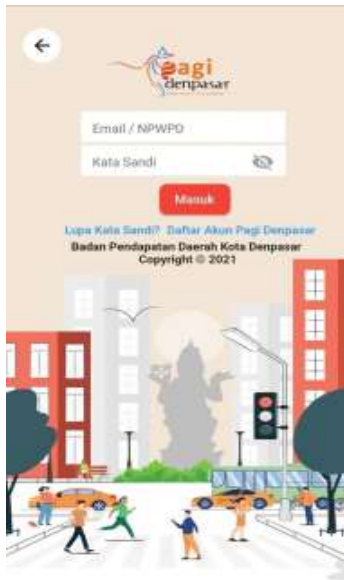 pagi
denpasar
Email / NPWPD
Kata Sandi
Masuk
Lupa Kata Sandi? Daftar Akun Pagi Denpasar
Badan Pendapatan Daerah Kota Denpasar
Copyright © 2021